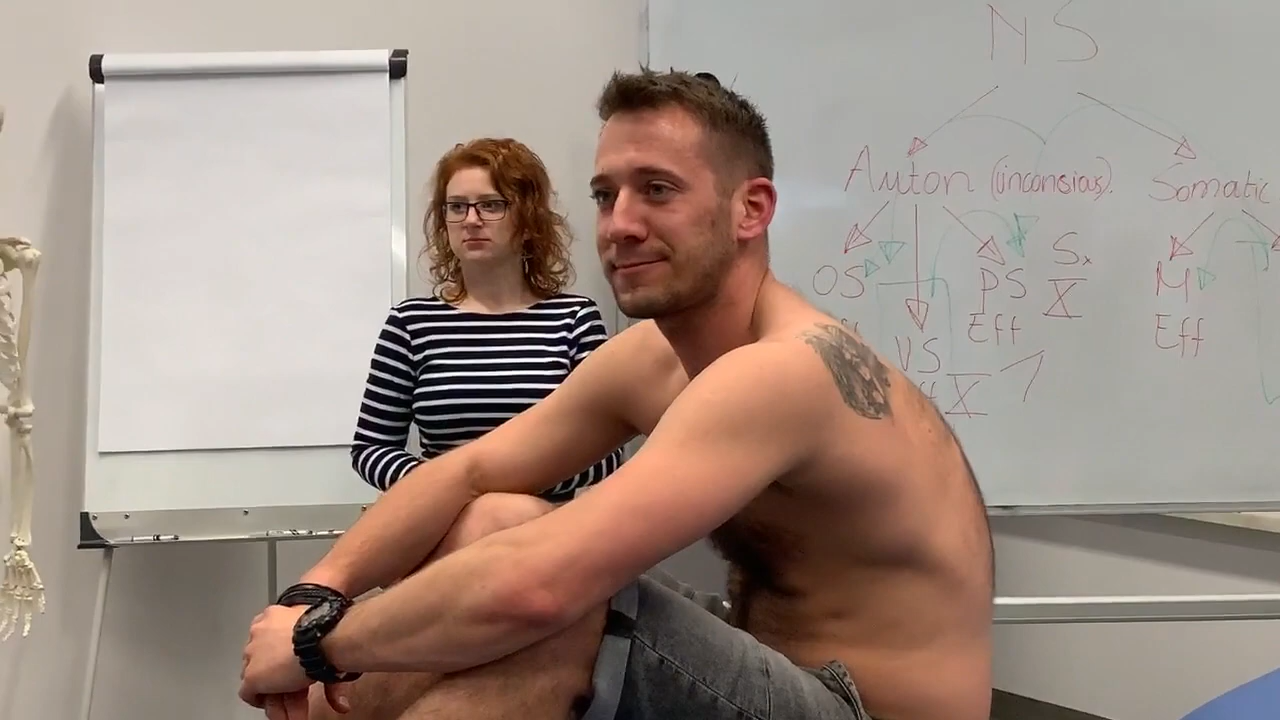 NS
Auton (inconsious). Somatic
OS PS Sx M
X
Eff Eff
VS
X